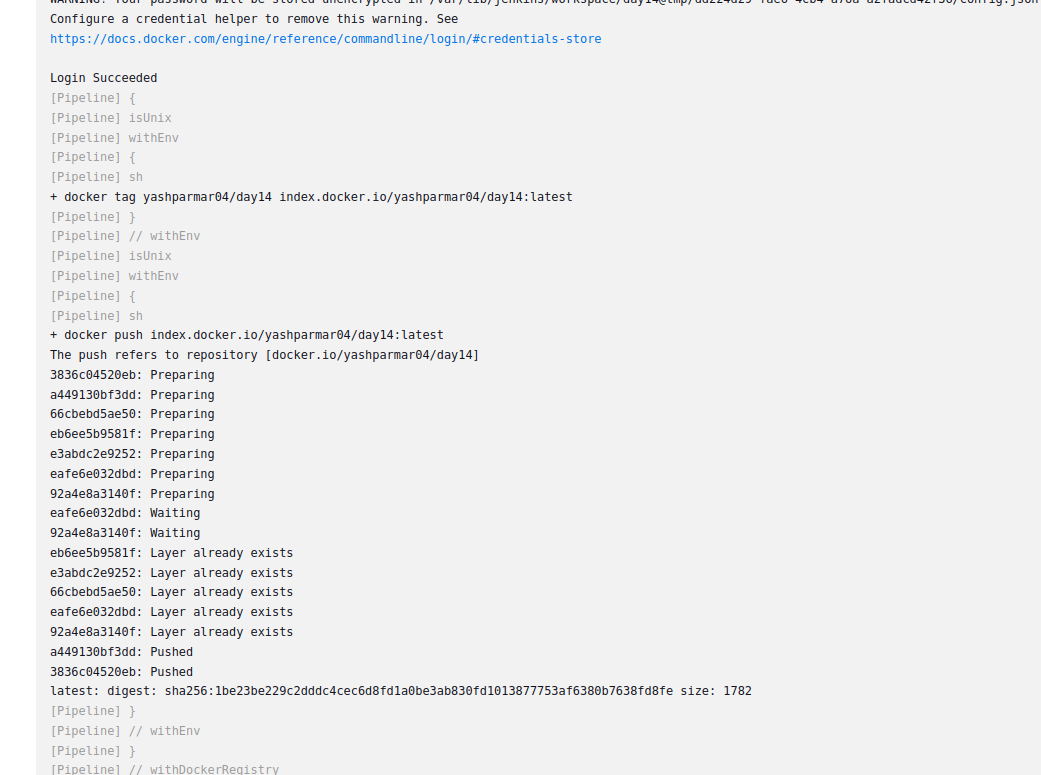 Configure a credential helper to remove this warning. See
https://docs.docker.com/engine/reference/commandline/login/#credentials-store
Login Succeeded
[Pipeline] {
[Pipeline] isUnix
[Pipeline] withEnv
[Pipeline] {
[Pipeline] sh
+ docker tag yashparmar04/day14 index.docker.io/yashparmar04/day14:latest
[Pipeline] }
[Pipeline] // withEnv
[Pipeline] isUnix
[Pipeline] withEnv
[Pipeline] {
[Pipeline] sh
+ docker push index.docker.io/yashparmar04/day14:latest
The push refers to repository [docker.io/yashparmar04/day14]
3836c04520eb: Preparing
a449130bf3dd: Preparing
66cbebd5ae50: Preparing
eb6ee5b9581f: Preparing
e3abdc2e9252: Preparing
eafe6e032dbd: Preparing
92a4e8a3140f: Preparing
eafe6e032dbd: Waiting
92a4e8a3140f: Waiting
eb6ee5b9581f: Layer already exists
e3abdc2e9252: Layer already exists
66cbebd5ae50: Layer already exists
eafe6e032dbd: Layer already exists
92a4e8a3140f: Layer already exists
a449130bf3dd: Pushed
3836c04520eb: Pushed
latest: digest: sha256:1be23be229c2dddc4cec6d8fd1a0be3ab830fd1013877753af6380b7638fd8fe size: 1782
[Pipeline] }
[Pipeline] // withEnv
[Pipeline] }
[Pipeline] // withDockerRegistry